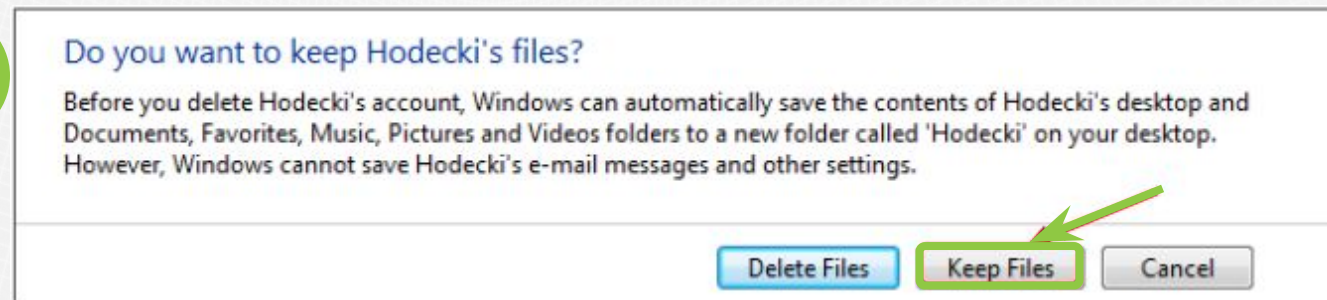 Do you want to keep Hodecki's files?
Before you delete Hodecki's account, Windows can automatically save the contents of Hodecki's desktop and
Documents, Favorites, Music, Pictures and Videos folders to a new folder called 'Hodecki' on your desktop.
However, Windows cannot save Hodecki's e-mail messages and other settings.
Delete Files Keep Files Cancel